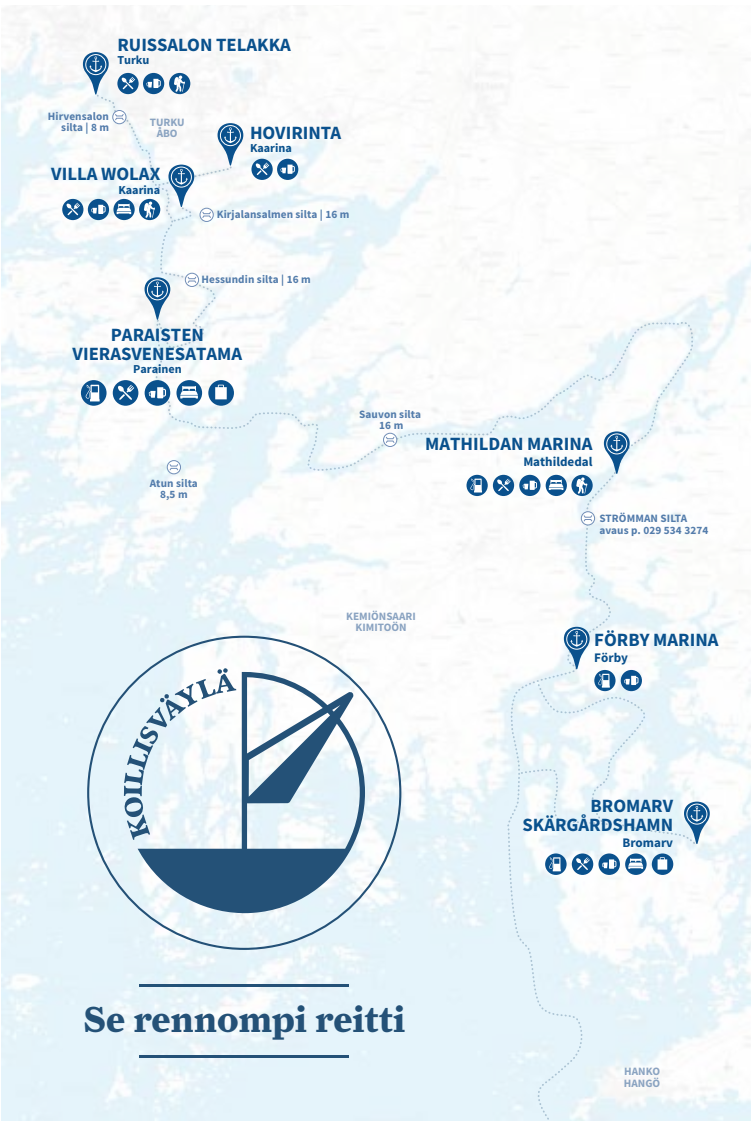 RUISSALON TELAKKA
Turku
Hirvensalon
silta | 8 m
TURKU
ÅBO
HOVIRINTA
Kaarina
VILLA WOLAX
Kaarina
Kirjalansalmen silta | 16 m
Hessundin silta | 16 m
PARAISTEN
VIERASVENESATAMA
Parainen
Sauvon silta
16 m
MATHILDAN MARINA
Mathildedal
Atun silta
8,5 m
STRÖMMAN SILTA
avaus p. 029 534 3274
KEMIÖNSAARI
KIMITOÖN
FÖRBY MARINA
Förby
KOILLISVÄYLÄ
BROMARV
SKÄRGÅRDSHAMN
Bromarv
Se rennompi reitti
HANKO
HANGÖ